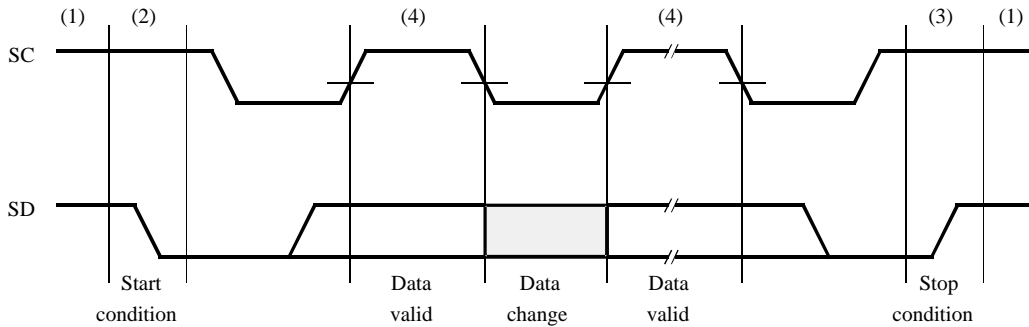 (1) (2) (4) (4) (3) (1)
SC
SD
Start condition
Data valid
Data change
Data valid
Stop condition